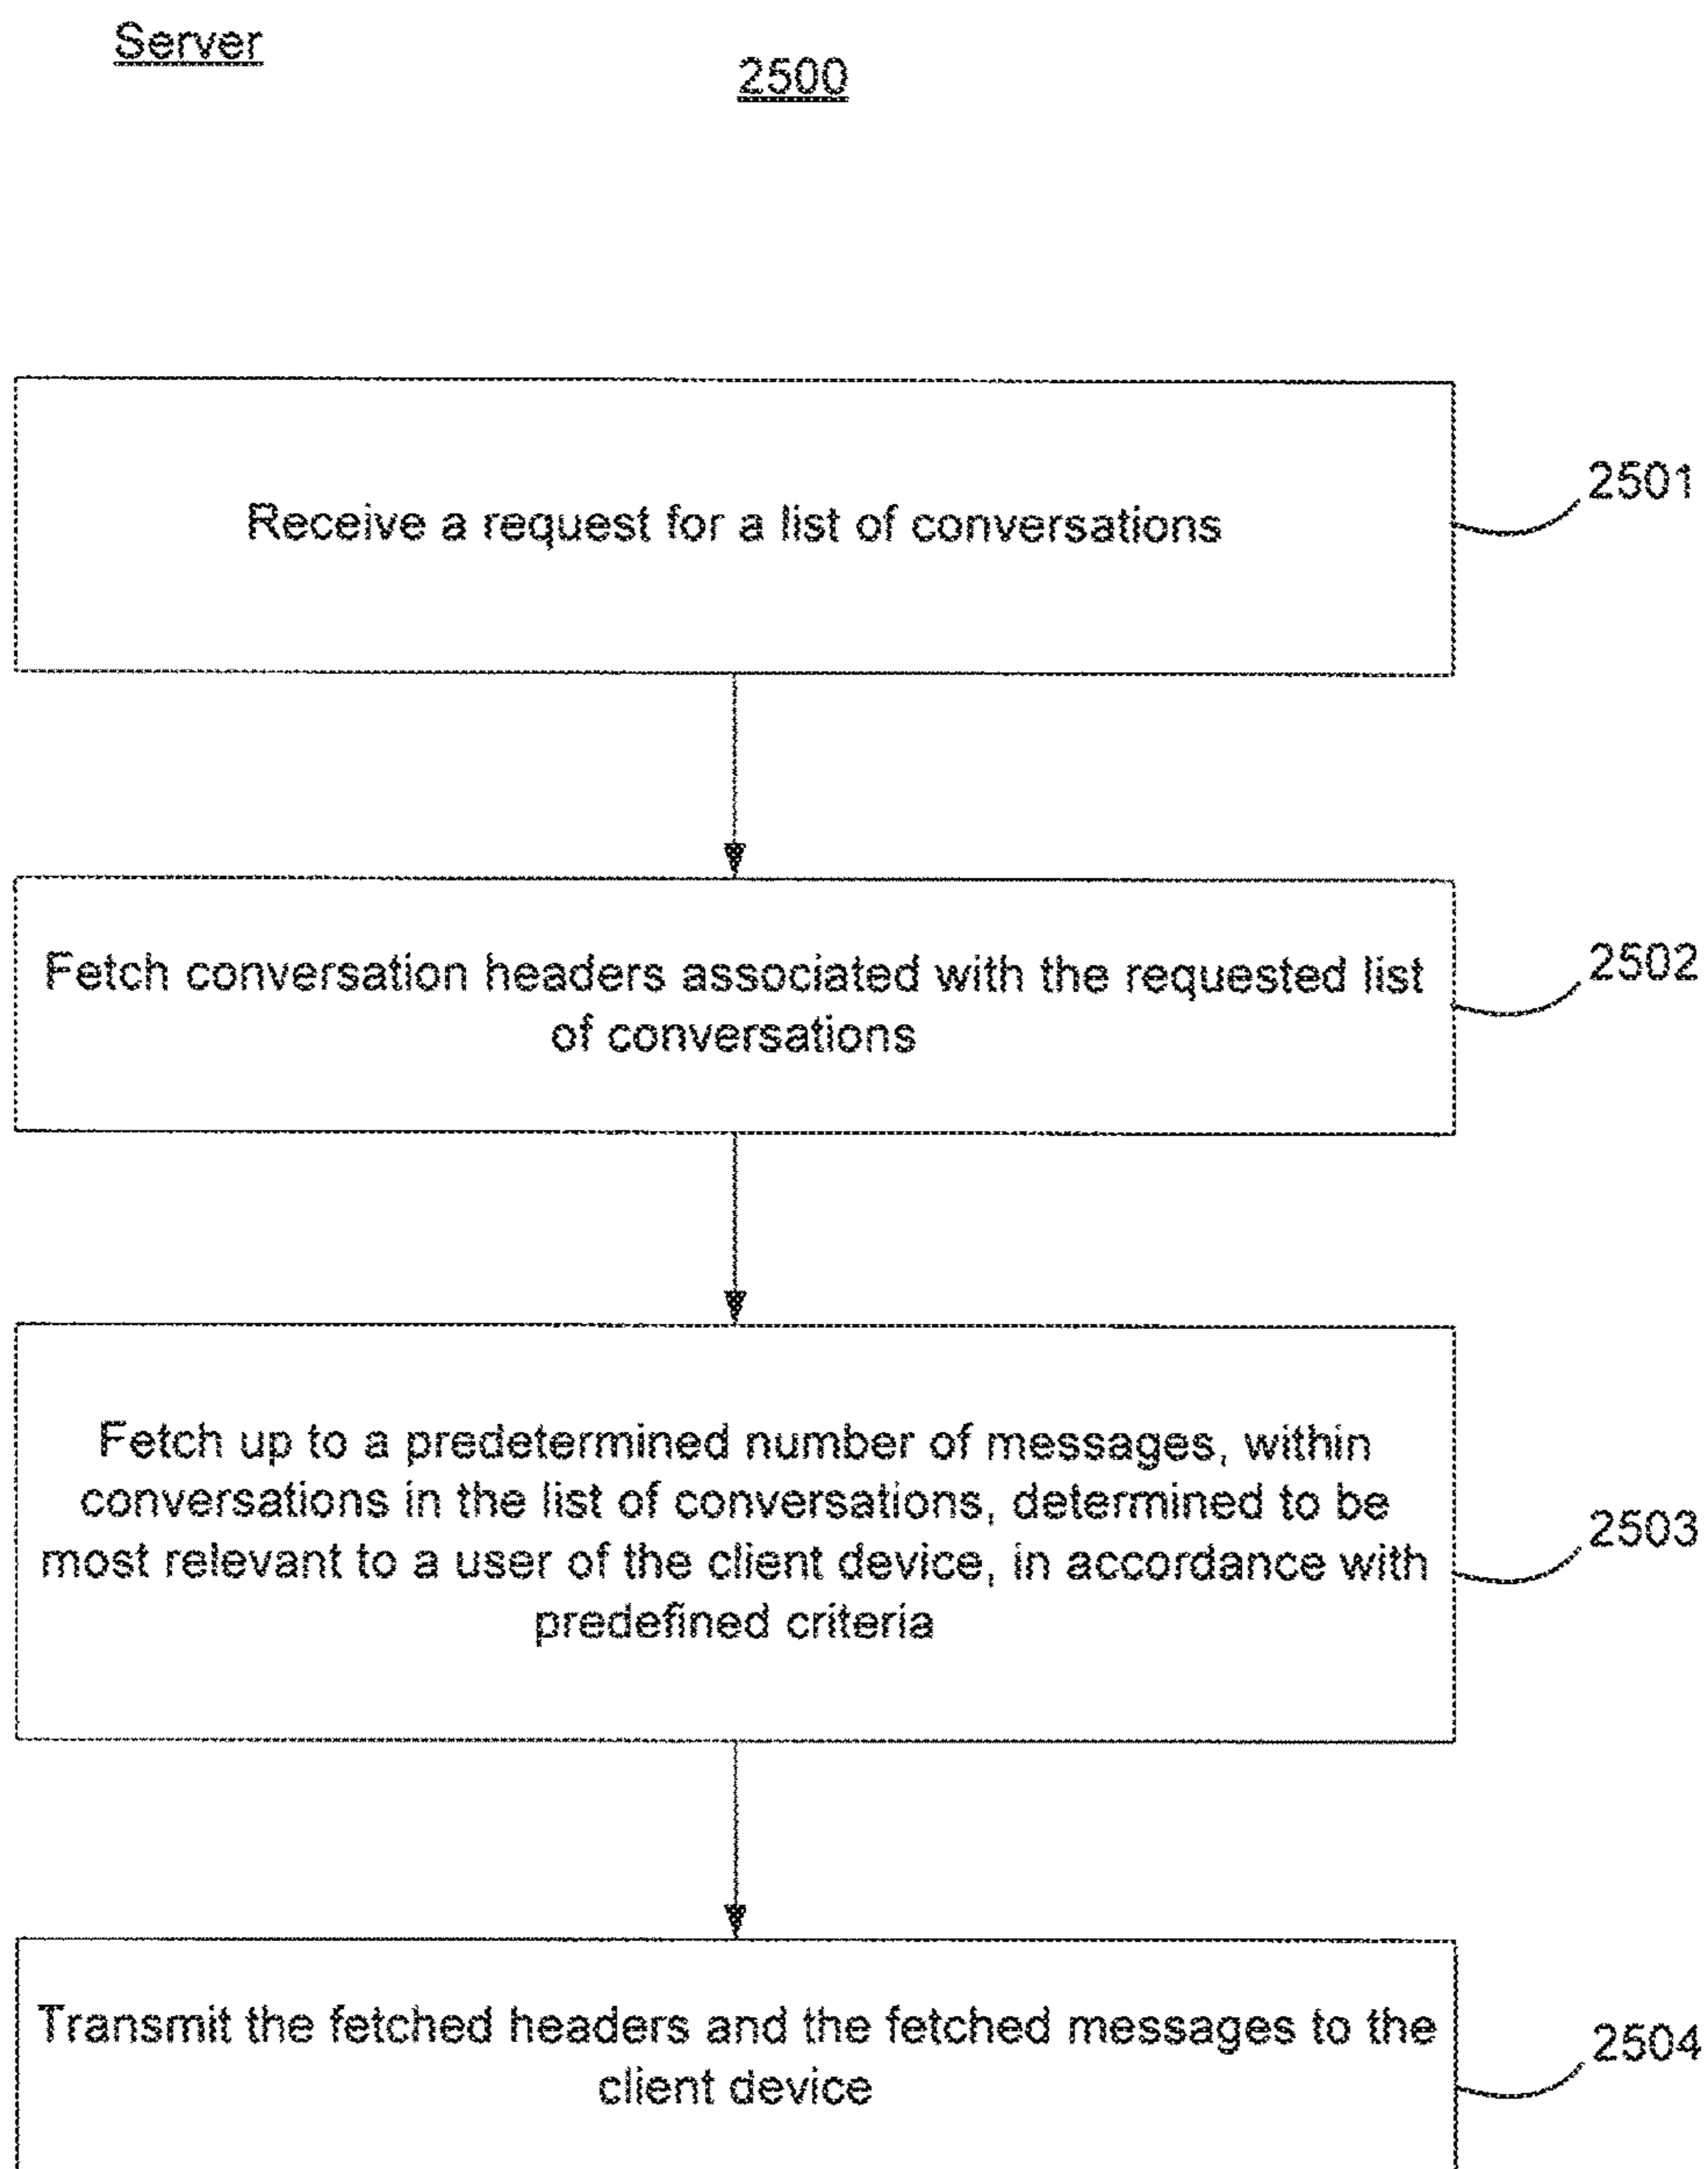 Server
2500
Receive a request for a list of conversations
2501
Fetch conversation headers associated with the requested list
of conversations
2502
Fetch up to a predetermined number of messages, within
conversations in the list of conversations, determined to be
most relevant to a user of the client device, in accordance with
predefined criteria
2503
Transmit the fetched headers and the fetched messages to the
client device
2504